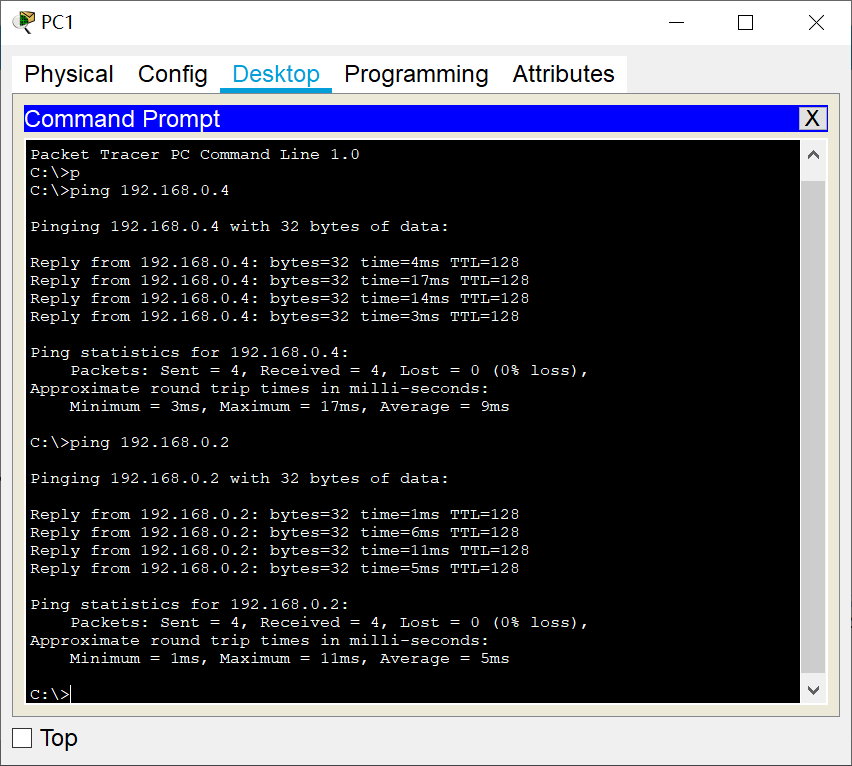 PC1
Physical Config Desktop Programming Attributes
Command Prompt X
Packet Tracer PC Command Line 1.0
C:\>p
C:\>ping 192.168.0.4
Pinging 192.168.0.4 with 32 bytes of data:
Reply from 192.168.0.4: bytes=32 time=4ms TTL=128
Reply from 192.168.0.4: bytes=32 time=17ms TTL=128
Reply from 192.168.0.4: bytes=32 time=14ms TTL=128
Reply from 192.168.0.4: bytes=32 time=3ms TTL=128
Ping statistics for 192.168.0.4:
    Packets: Sent = 4, Received = 4, Lost = 0 (0% loss),
Approximate round trip times in milli-seconds:
    Minimum = 3ms, Maximum = 17ms, Average = 9ms
C:\>ping 192.168.0.2
Pinging 192.168.0.2 with 32 bytes of data:
Reply from 192.168.0.2: bytes=32 time=1ms TTL=128
Reply from 192.168.0.2: bytes=32 time=6ms TTL=128
Reply from 192.168.0.2: bytes=32 time=11ms TTL=128
Reply from 192.168.0.2: bytes=32 time=5ms TTL=128
Ping statistics for 192.168.0.2:
    Packets: Sent = 4, Received = 4, Lost = 0 (0% loss),
Approximate round trip times in milli-seconds:
    Minimum = 1ms, Maximum = 11ms, Average = 5ms
C:\>
Top